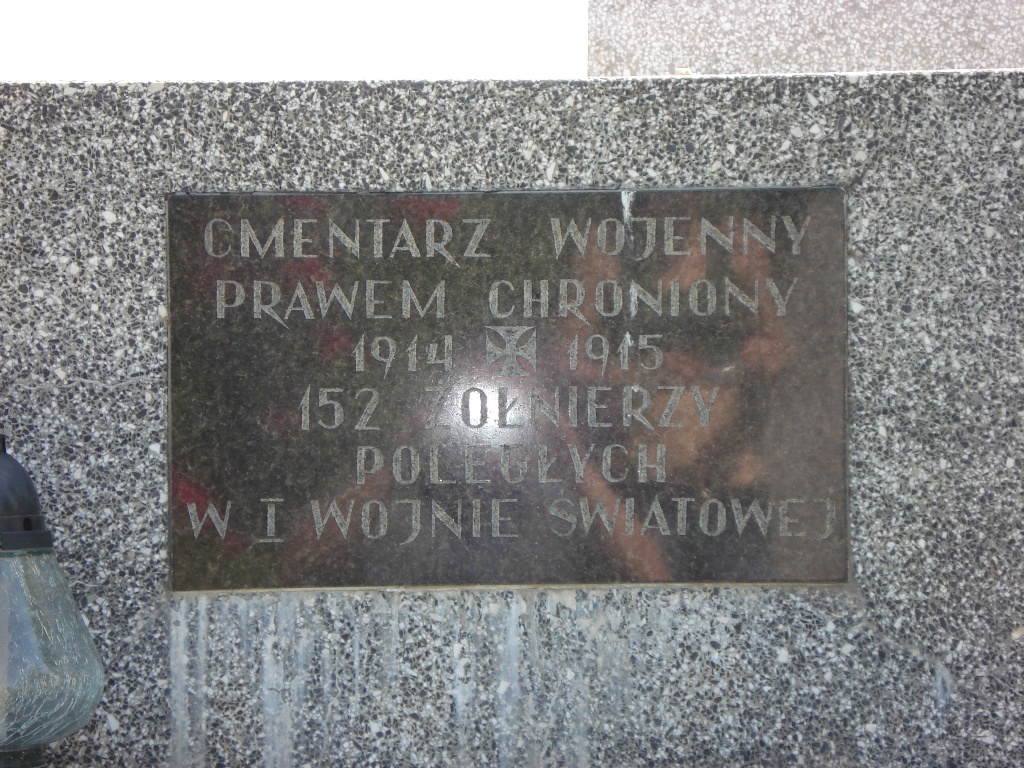 CMENTARZ WOJENNY
PRAWEM CHRONIONY
1914 1915
152 ŻOŁNIERZY
POLEGŁYCH
W I WOJNIE ŚWIATOWEJ